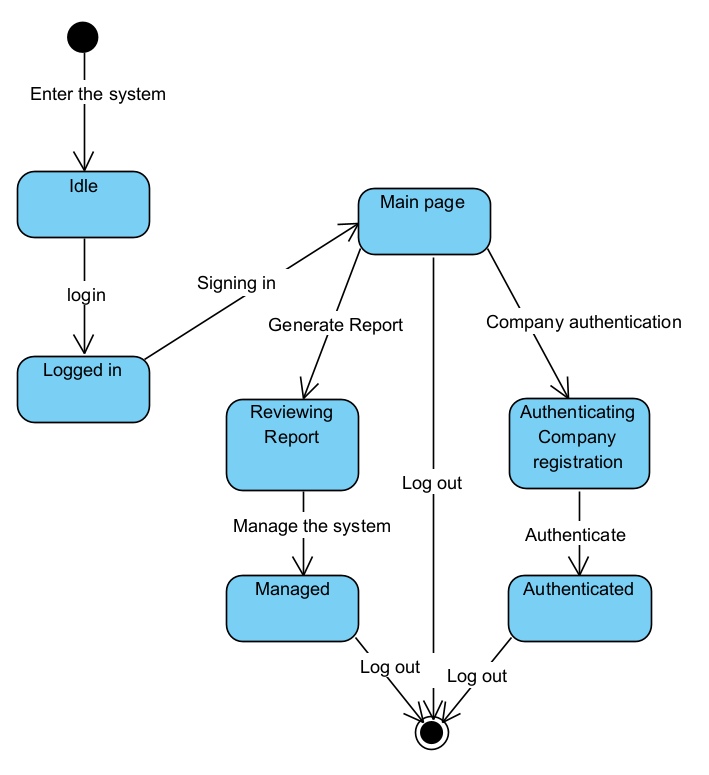 Enter the system
Idle
login
Logged in
Signing in
Main page
Generate Report
Company authentication
Reviewing
Report
Authenticating
Company
registration
Log out
Manage the system
Authenticate
Managed
Authenticated
Log out
Log out